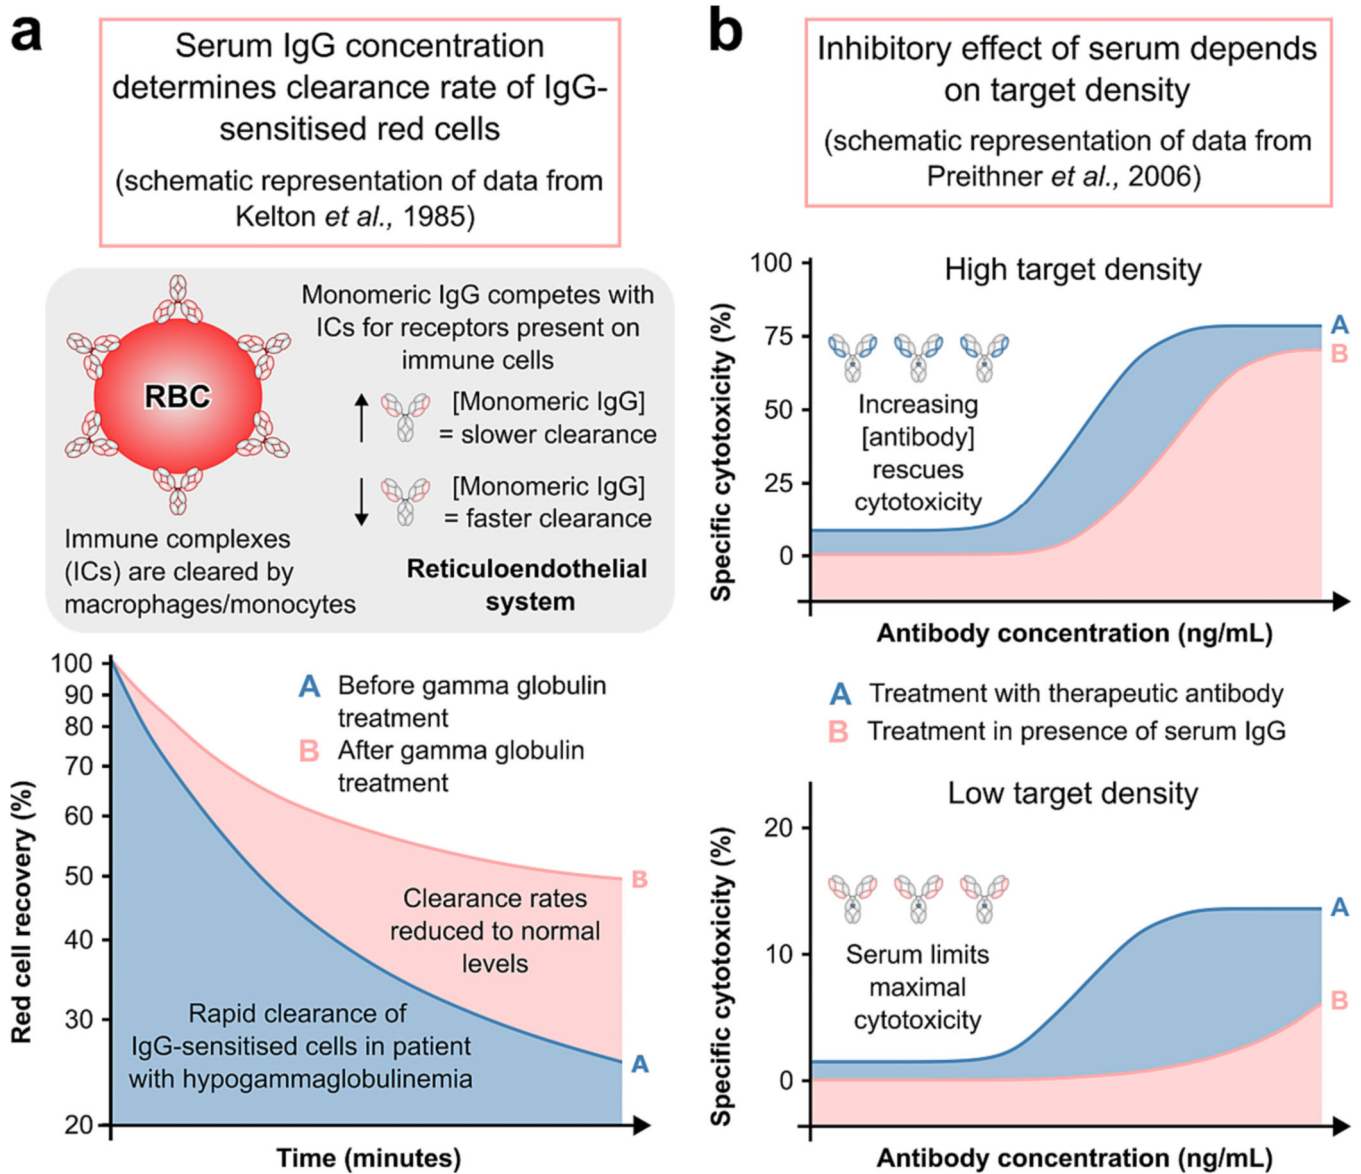 a
Serum IgG concentration
determines clearance rate of IgG-
sensitised red cells
(schematic representation of data from
Kelton et al., 1985)
RBC
Immune complexes
(ICs) are cleared by
macrophages/monocytes
Monomeric IgG competes with
ICs for receptors present on
immune cells
[Monomeric IgG]
= slower clearance
[Monomeric IgG]
= faster clearance
Reticuloendothelial
system
Red cell recovery (%)
100
90
80
70
60
50
40
30
20
A Before gamma globulin
treatment
B After gamma globulin
treatment
Clearance rates
reduced to normal
levels
B
Rapid clearance of
IgG-sensitised cells in patient
with hypogammaglobulinemia
A
Time (minutes)
b
Inhibitory effect of serum depends
on target density
(schematic representation of data from
Preithner et al., 2006)
High target density
Specific cytotoxicity (%)
100
75
50
25
0
Increasing
[antibody]
rescues
cytotoxicity
A
B
Antibody concentration (ng/mL)
A Treatment with therapeutic antibody
B Treatment in presence of serum IgG
Low target density
Specific cytotoxicity (%)
20
10
0
Serum limits
maximal
cytotoxicity
A
B
Antibody concentration (ng/mL)